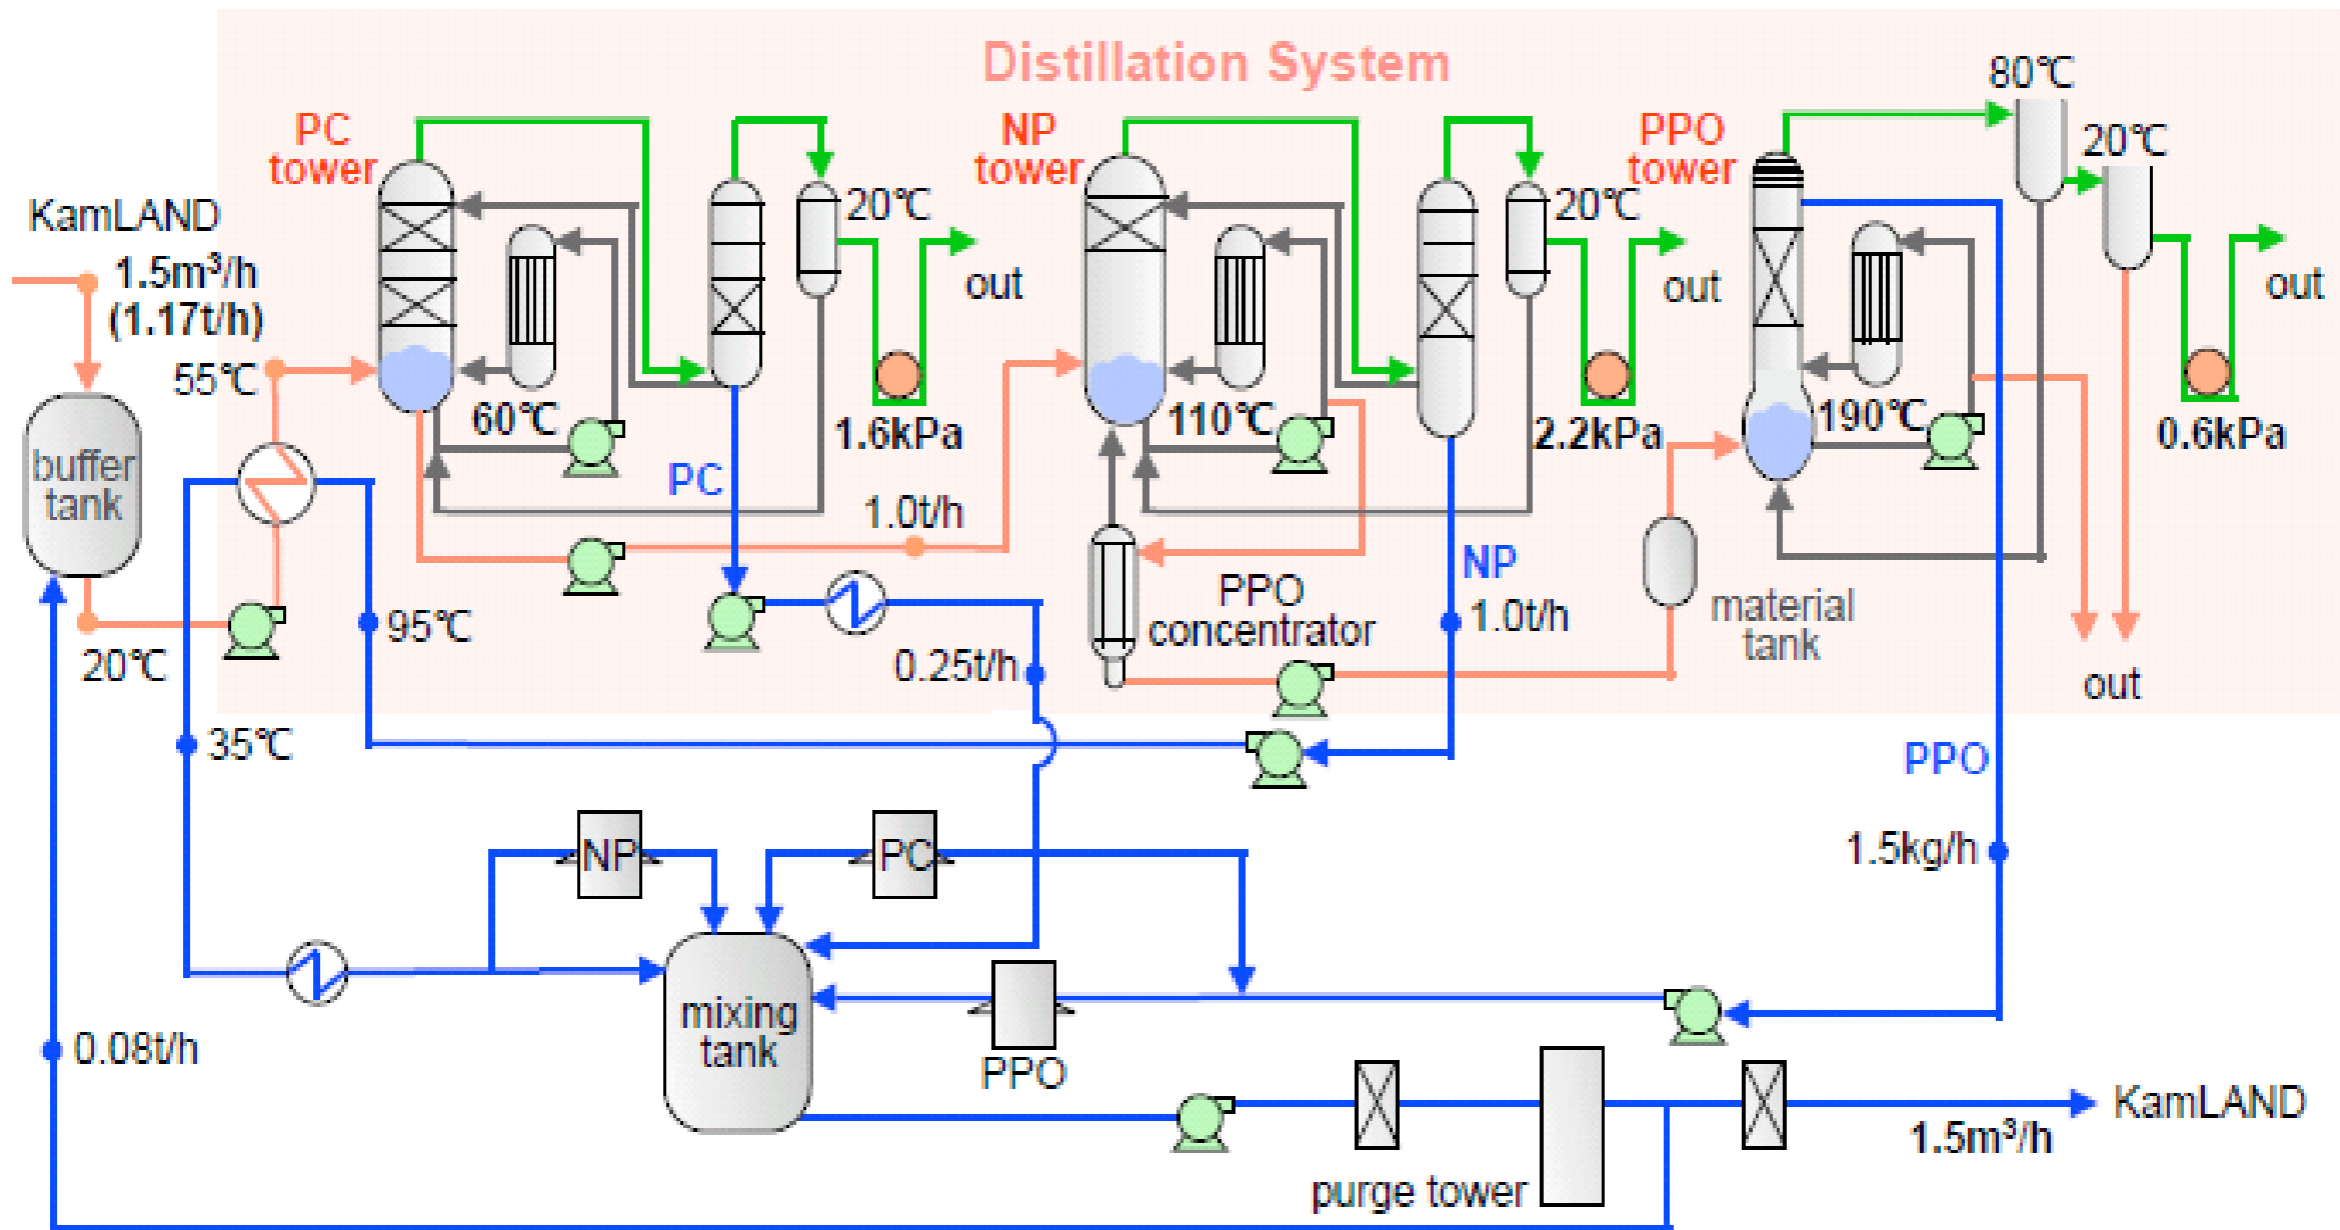 Distillation System
80℃
PC
tower
NP
tower
PPO
tower
20℃
KamLAND
1.5m³/h
(1.17t/h)
20℃
20℃
out
out
out
55℃
60℃
1.6kPa
110℃
2.2kPa
190℃
0.6kPa
buffer
tank
PC
1.0t/h
NP
1.0t/h
PPO
concentrator
material
tank
95℃
20℃
0.25t/h
out
35℃
PPO
NP
PC
1.5kg/h
mixing
tank
PPO
0.08t/h
KamLAND
1.5m³/h
purge tower